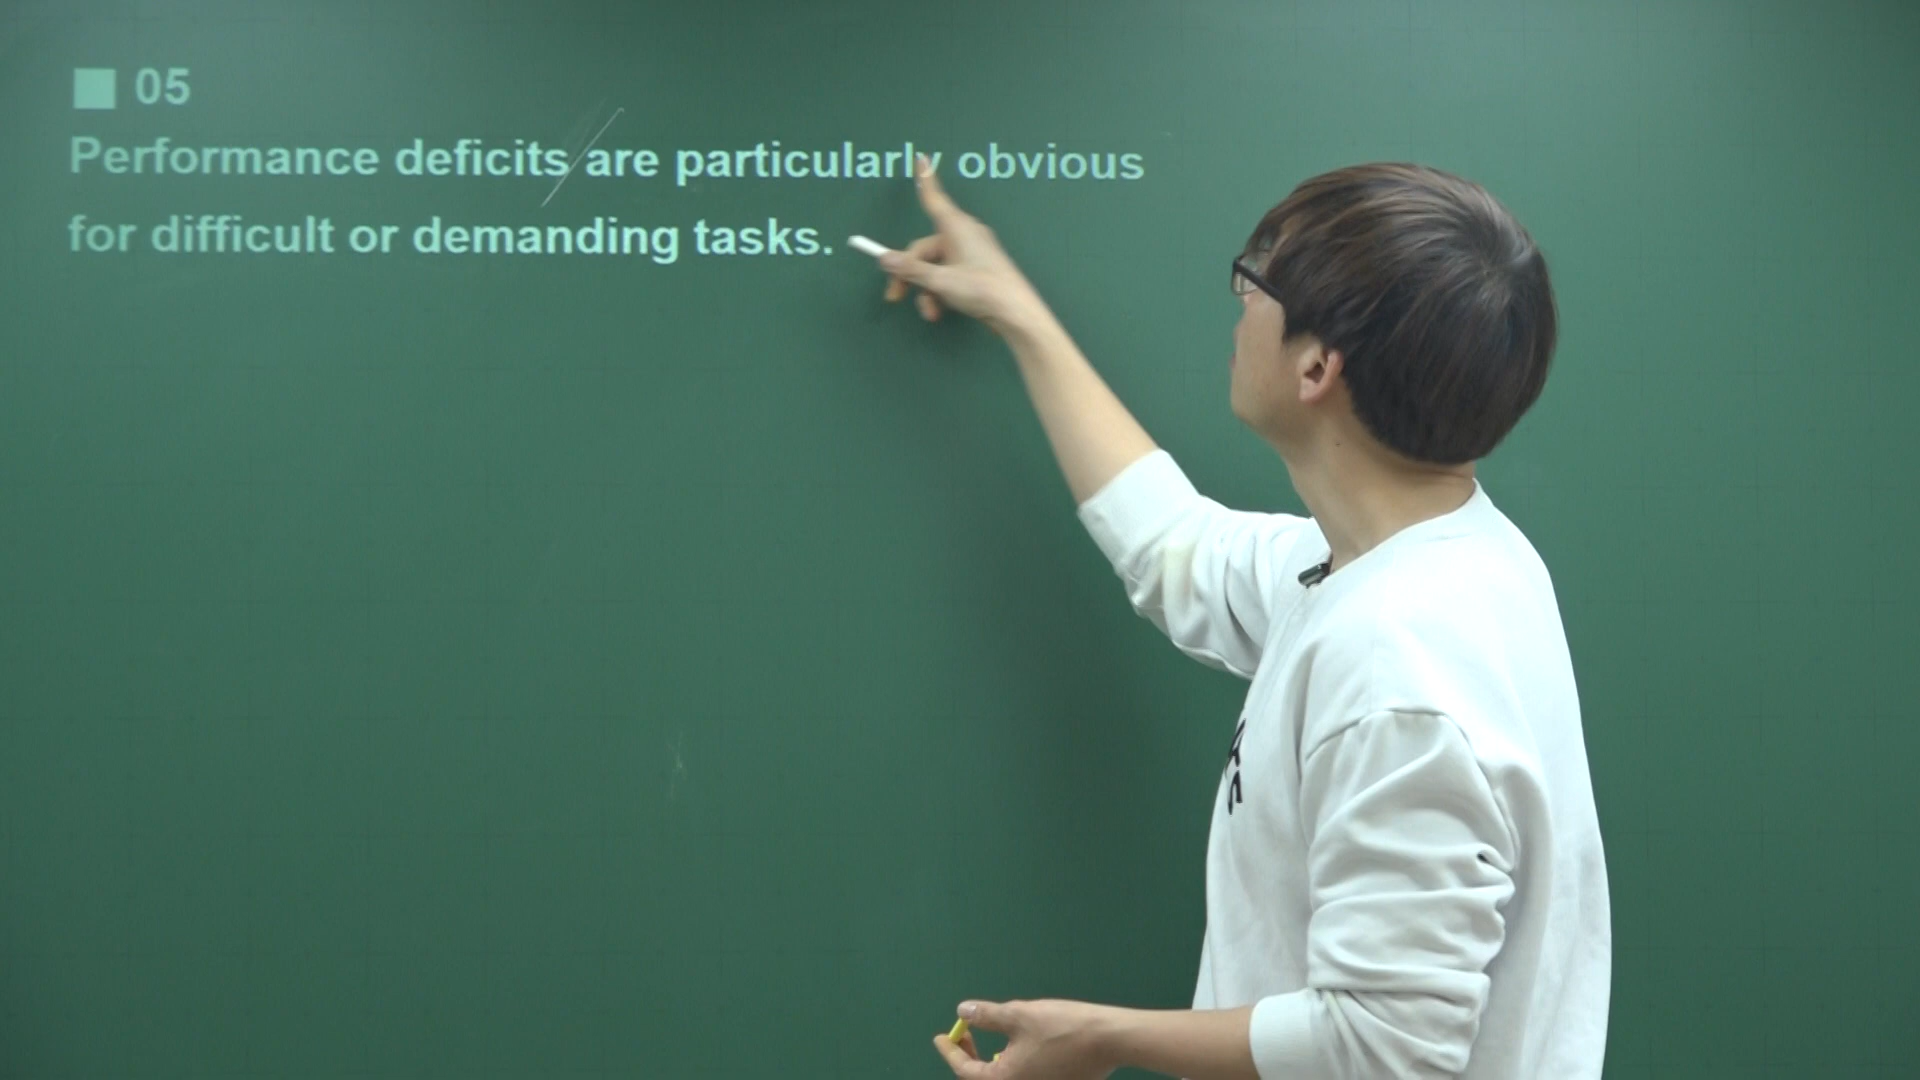 ■ 05
Performance deficits are particularly obvious
for difficult or demanding tasks.